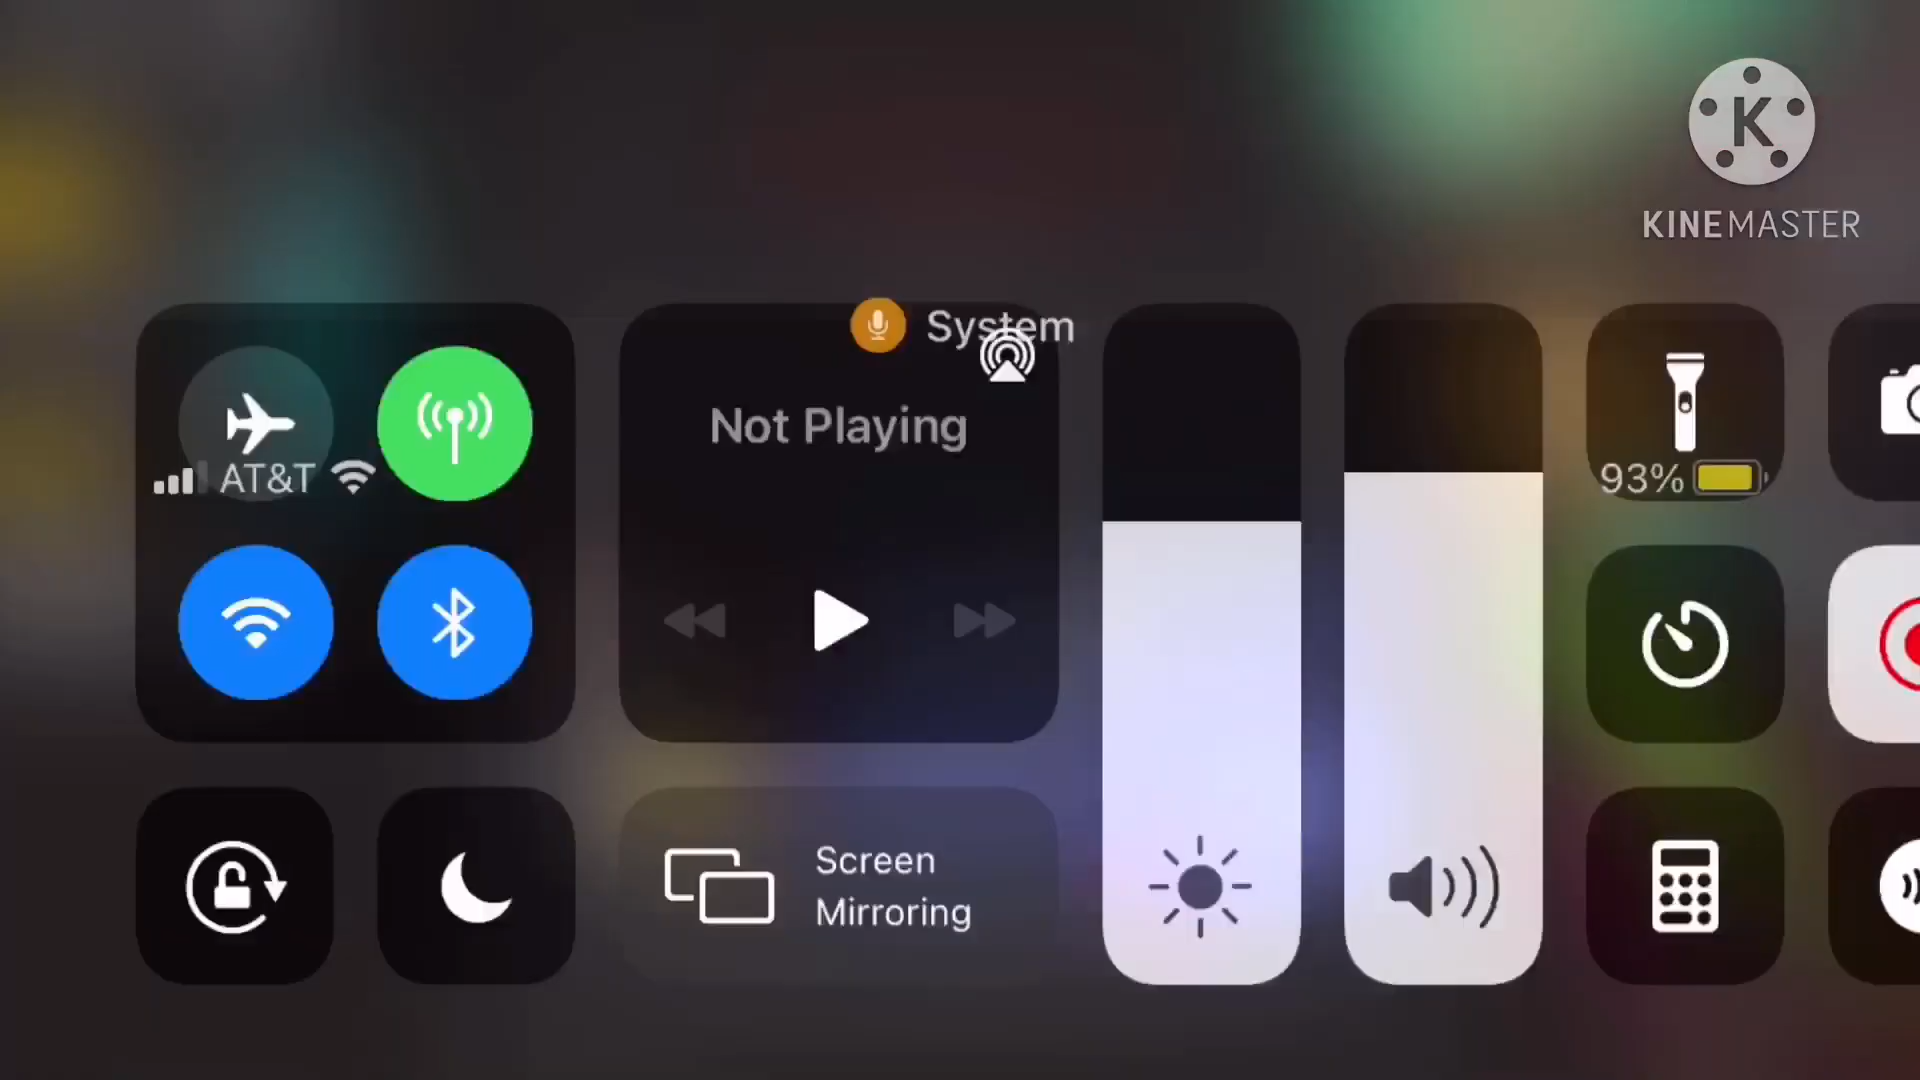 K
KINEMASTER
System
Not Playing
AT&T
93%
Screen
Mirroring